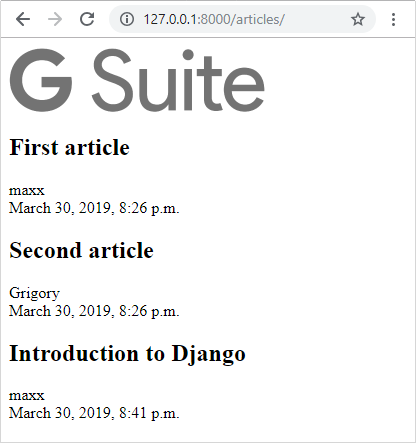 127.0.0.1:8000/articles/
G Suite
First article
maxx
March 30, 2019, 8:26 p.m.
Second article
Grigory
March 30, 2019, 8:26 p.m.
Introduction to Django
maxx
March 30, 2019, 8:41 p.m.